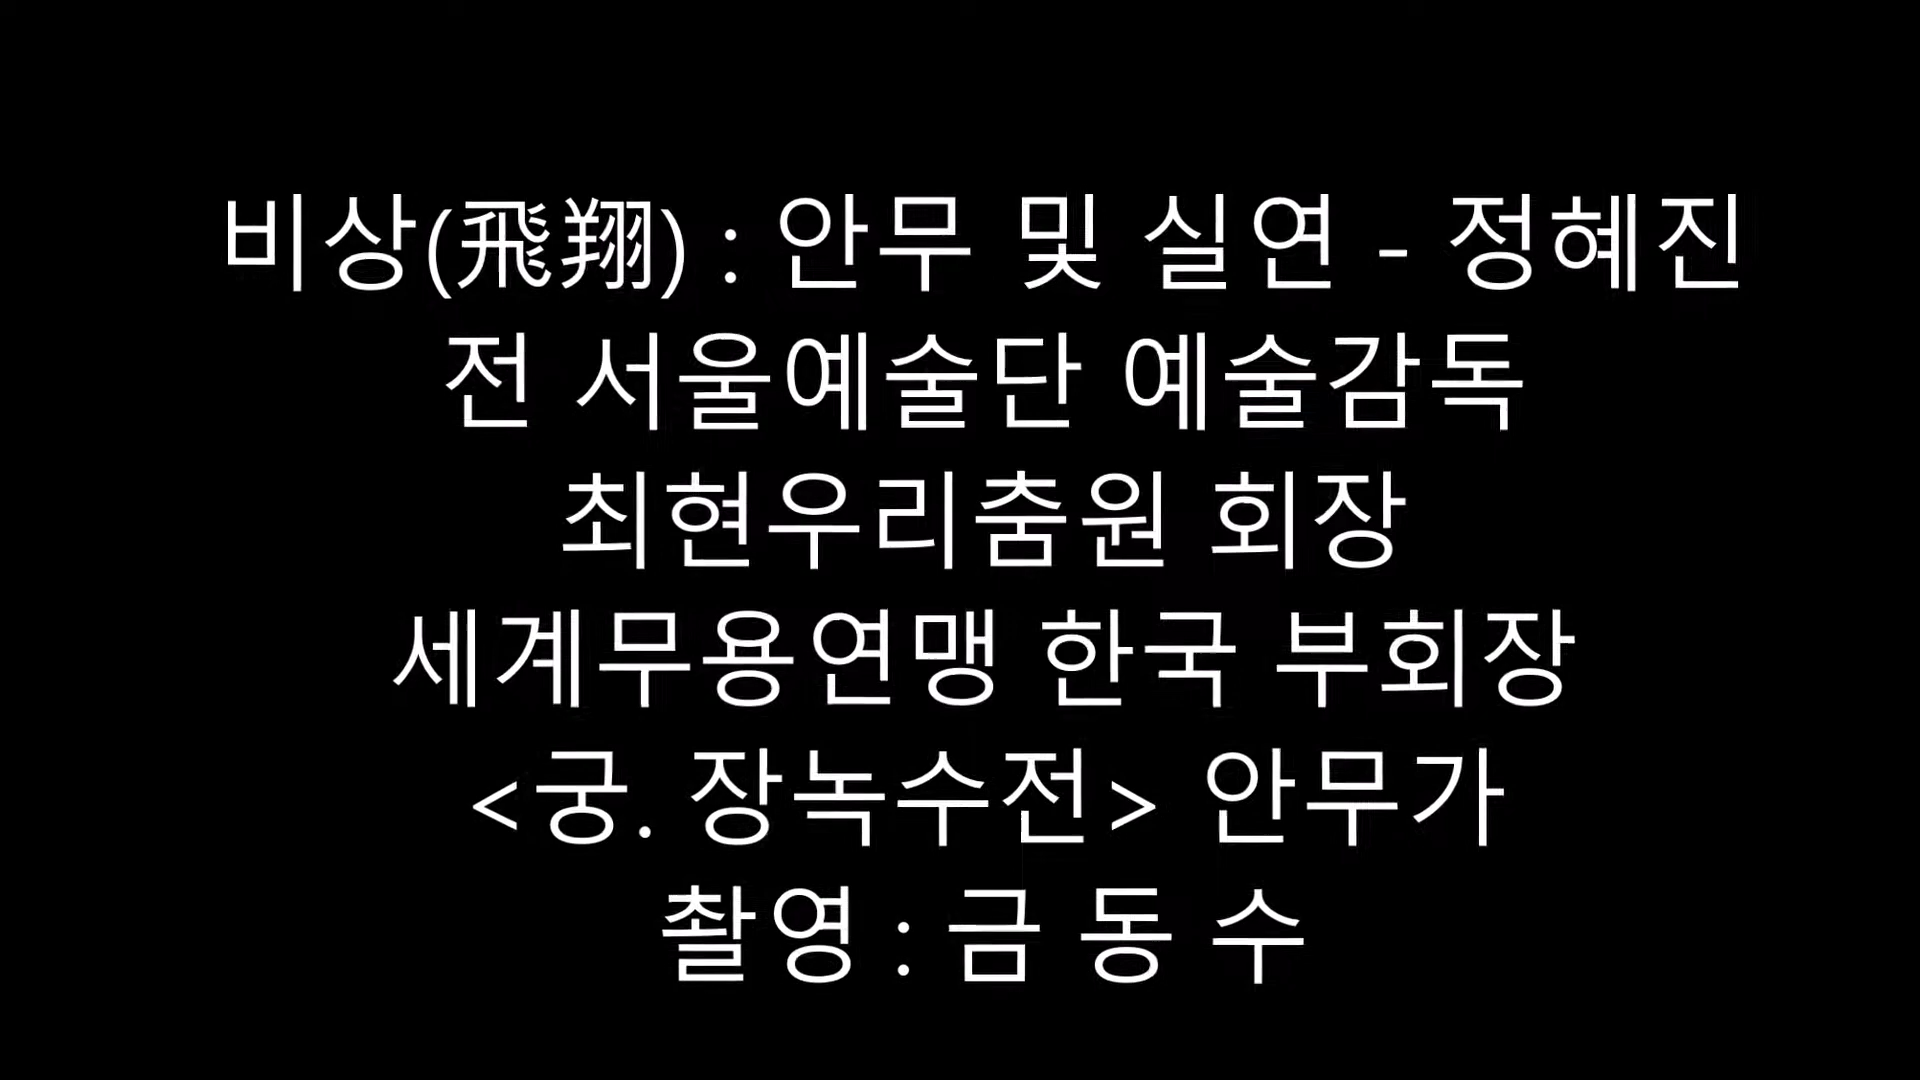 비상(飛翔) : 안무 및 실연 - 정혜진
전 서울예술단 예술감독
최현우리춤원 회장
세계무용연맹 한국 부회장
<궁. 장녹수전> 안무가
촬영 : 금 동 수